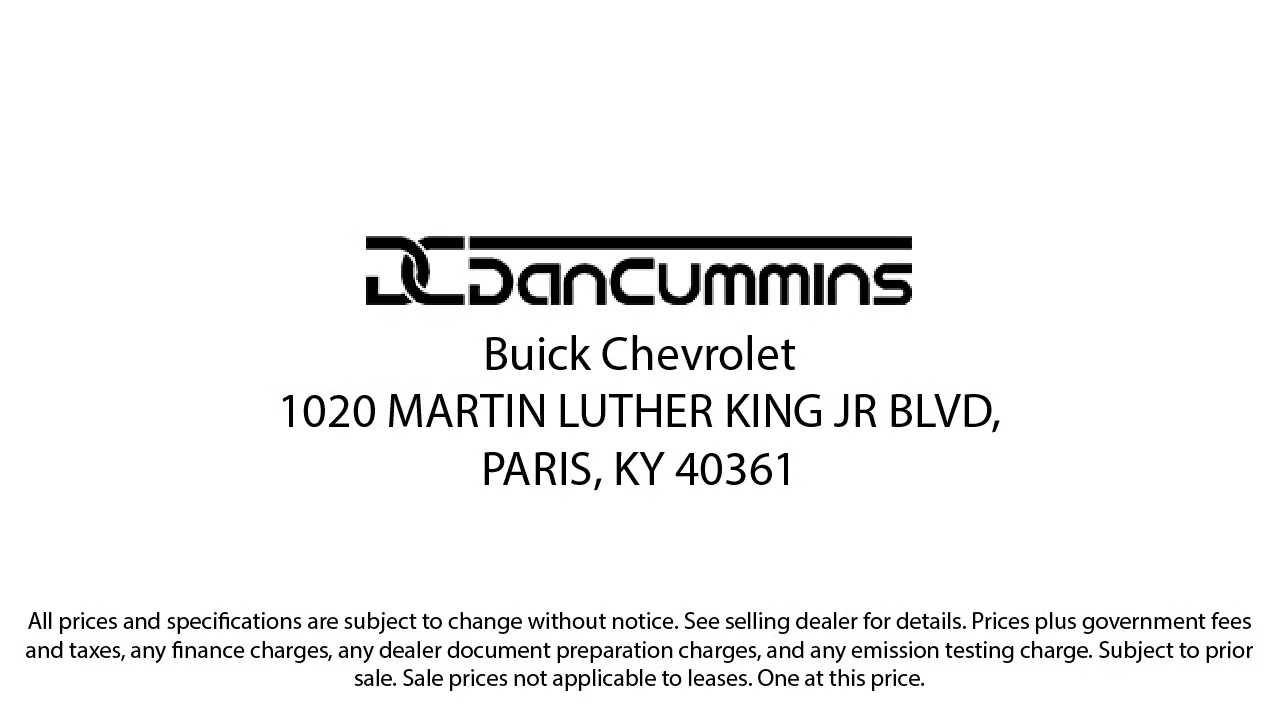 DC DanCummins
Buick Chevrolet
1020 MARTIN LUTHER KING JR BLVD,
PARIS, KY 40361
All prices and specifications are subject to change without notice. See selling dealer for details. Prices plus government fees
and taxes, any finance charges, any dealer document preparation charges, and any emission testing charge. Subject to prior
sale. Sale prices not applicable to leases. One at this price.